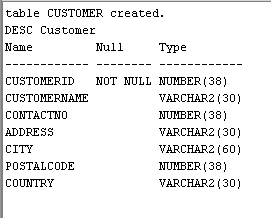 table CUSTOMER created.
DESC Customer
Name         Null     Type
------------ -------- ------------
CUSTOMERID   NOT NULL NUMBER(38)
CUSTOMERNAME          VARCHAR2(30)
CONTACTNO             NUMBER(38)
ADDRESS               VARCHAR2(30)
CITY                  VARCHAR2(60)
POSTALCODE            NUMBER(38)
COUNTRY               VARCHAR2(30)